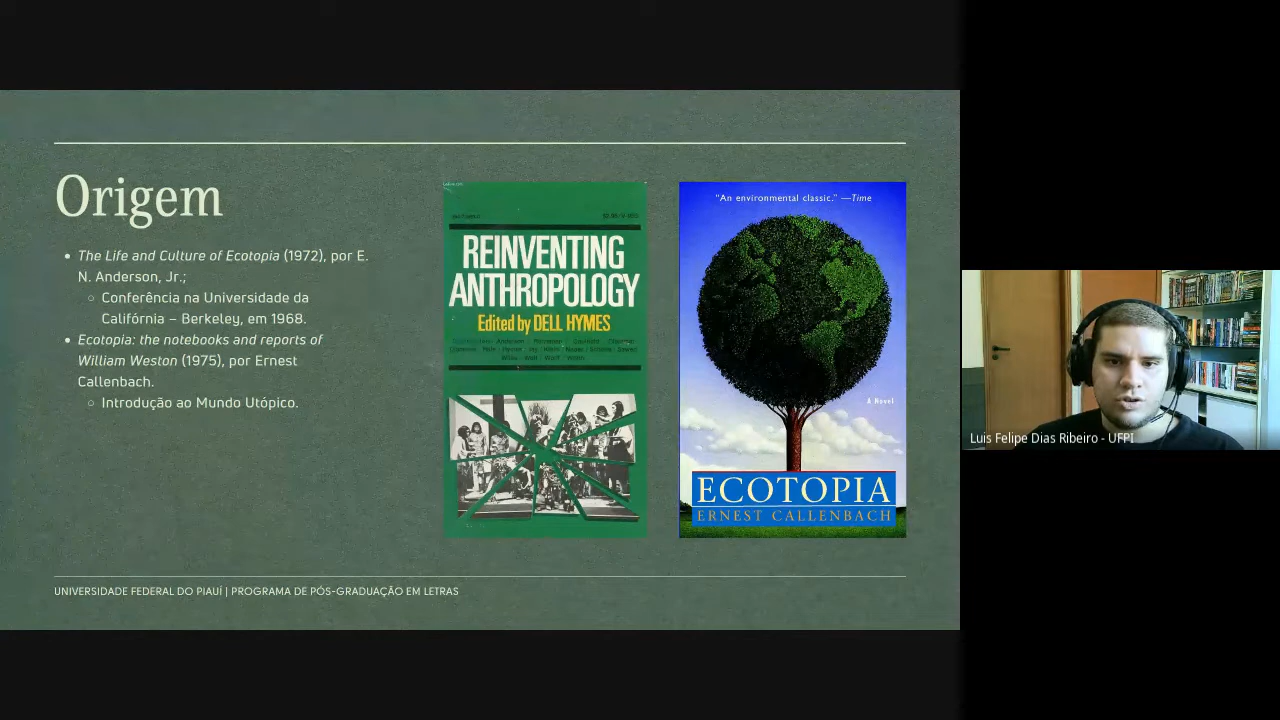 Origem
• The Life and Culture of Ecotopia (1972), por E.
N. Anderson, Jr.;
○ Conferência na Universidade da
Califórnia – Berkeley, em 1968.
• Ecotopia: the notebooks and reports of
William Weston (1975), por Ernest
Callenbach.
○ Introdução ao Mundo Utópico.
REINVENTING
ANTHROPOLOGY
Edited by DELL HYMES
"An environmental classic." —Time
A Novel
ECOTOPIA
ERNEST CALLENBACH
UNIVERSIDADE FEDERAL DO PIAUÍ | PROGRAMA DE PÓS-GRADUAÇÃO EM LETRAS
Luis Felipe Dias Ribeiro - UFPI